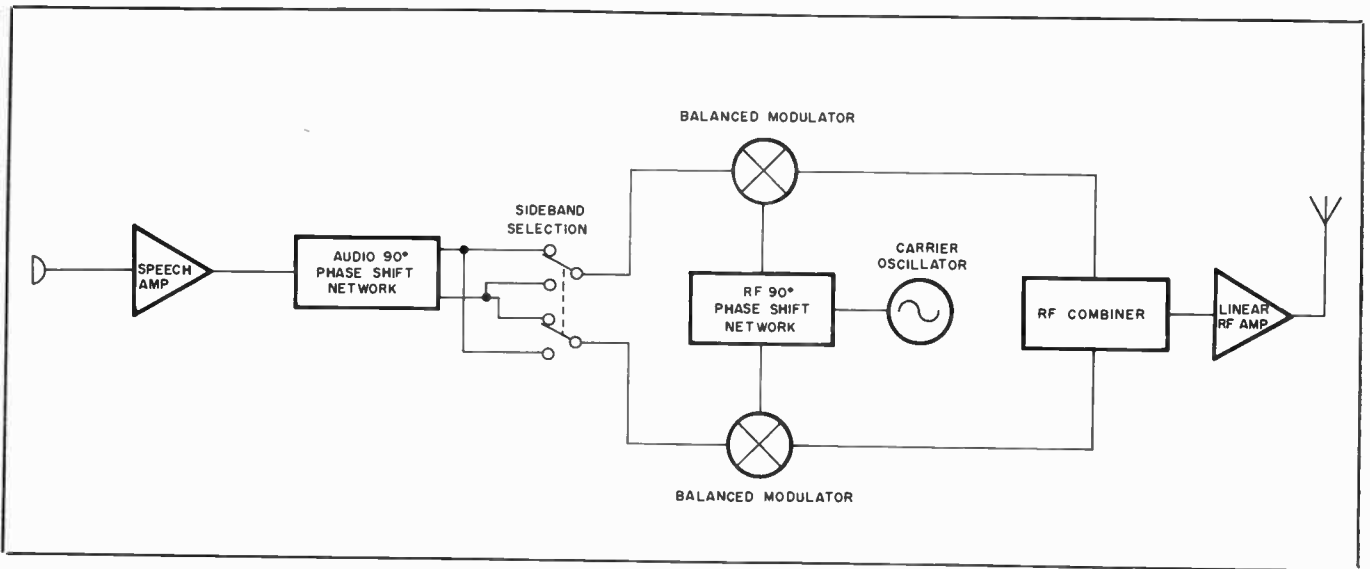 BALANCED MODULATOR
SIDEBAND
SELECTION
SPEECH
AMP
AUDIO 90°
PHASE SHIFT
NETWORK
CARRIER
OSCILLATOR
RF 90°
PHASE SHIFT
NETWORK
RF COMBINER
LINEAR
RF AMP
BALANCED MODULATOR